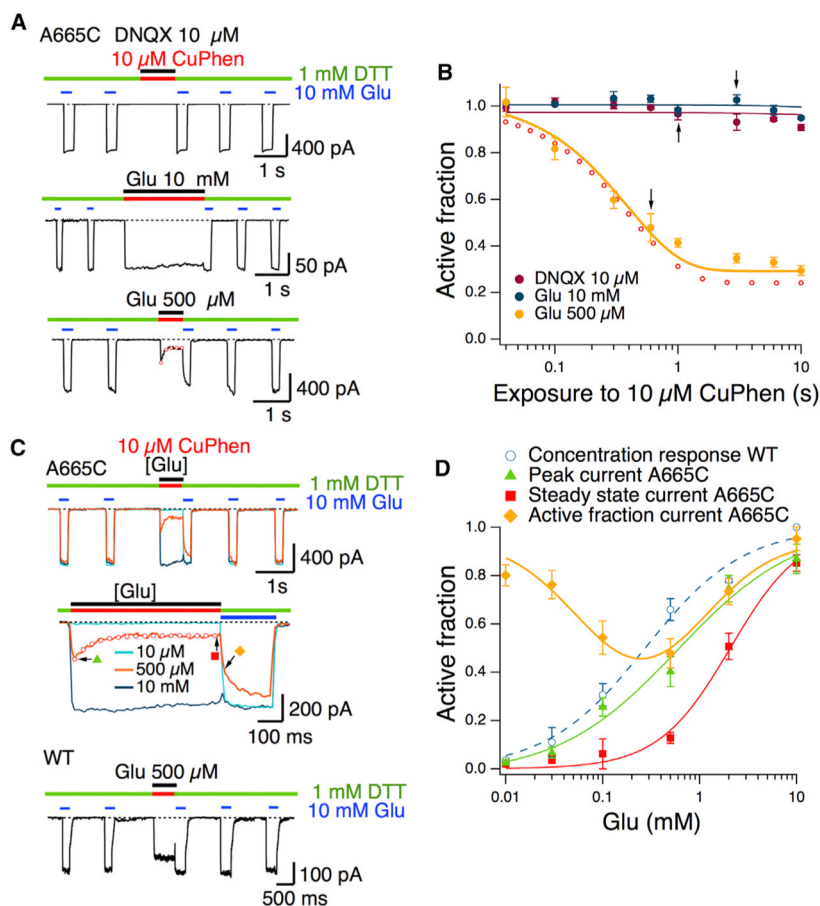 A
A665C DNQX 10 µM
10 µM CuPhen
1 mM DTT
10 mM Glu
400 pA
1 s
Glu 10 mM
50 pA
1 s
Glu 500 µM
400 pA
1 s
B
Active fraction
1.0
0.8
0.6
0.4
0.2
0.0
DNQX 10 µM
Glu 10 mM
Glu 500 µM
0.1
1
10
Exposure to 10 µM CuPhen (s)
C
10 µM CuPhen
A665C
[Glu]
1 mM DTT
10 mM Glu
400 pA
1s
[Glu]
10 µM
500 µM
10 mM
200 pA
100 ms
WT
Glu 500 µM
1 mM DTT
10 mM Glu
100 pA
500 ms
D
Concentration response WT
Peak current A665C
Steady state current A665C
Active fraction current A665C
Active fraction
1.0
0.8
0.6
0.4
0.2
0.0
0.01
0.1
1
10
Glu (mM)